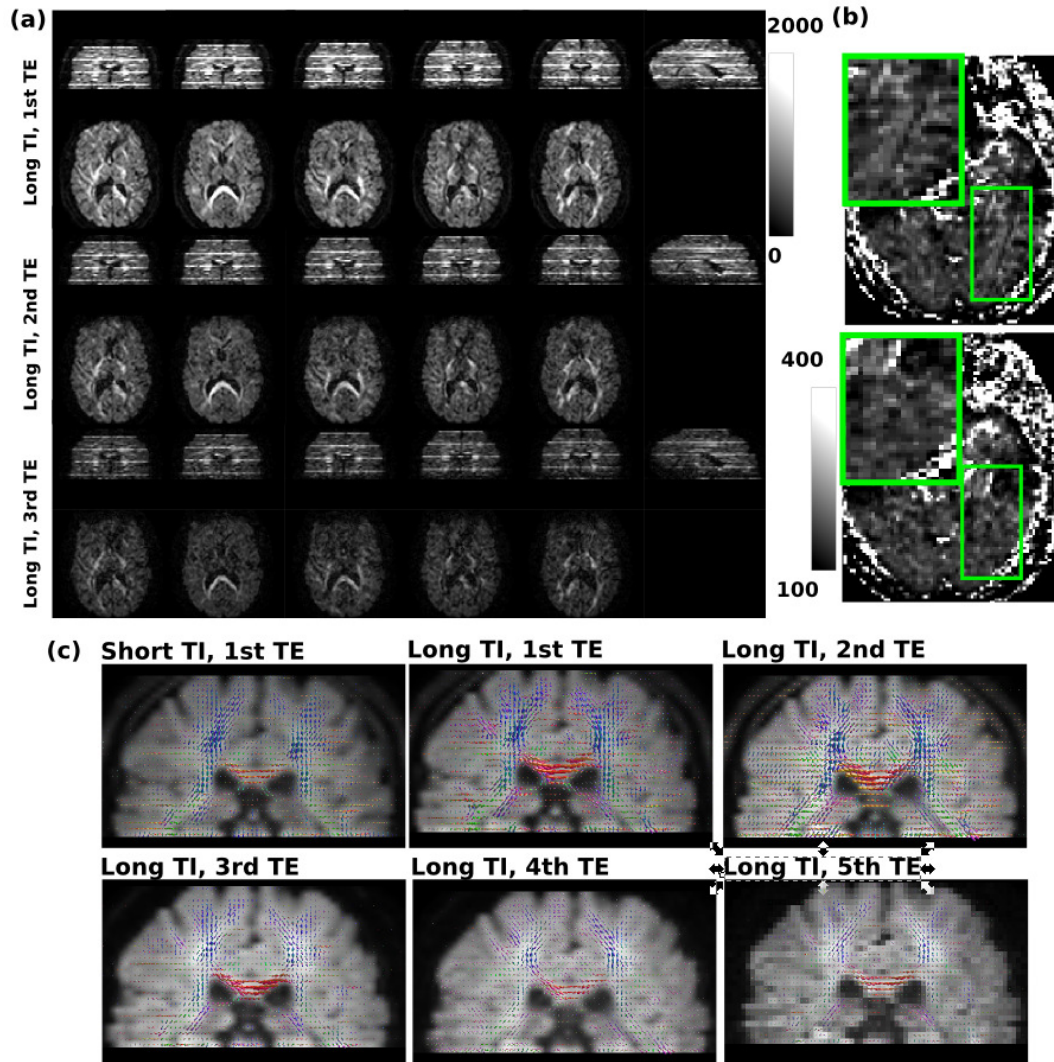 (a)
2000
0
Long TI, 1st TE
Long TI, 2nd TE
Long TI, 3rd TE
(b)
400
100
(c)
Short TI, 1st TE
Long TI, 1st TE
Long TI, 2nd TE
Long TI, 3rd TE
Long TI, 4th TE
Long TI, 5th TE